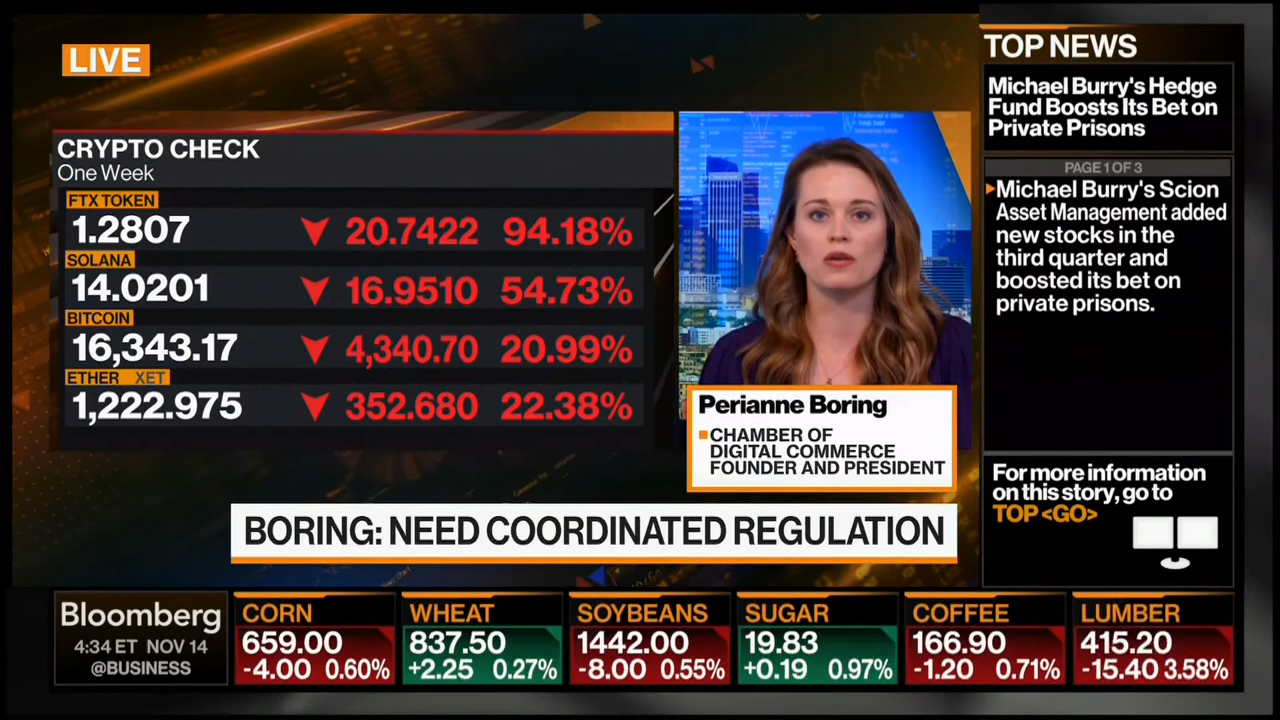 LIVE
CRYPTO CHECK
One Week
FTX TOKEN
1.2807 20.7422 94.18%
SOLANA
14.0201 16.9510 54.73%
BITCOIN
16,343.17 4,340.70 20.99%
ETHER XET
1,222.975 352.680 22.38%
Perianne Boring
CHAMBER OF
DIGITAL COMMERCE
FOUNDER AND PRESIDENT
BORING: NEED COORDINATED REGULATION
TOP NEWS
Michael Burry's Hedge
Fund Boosts Its Bet on
Private Prisons
PAGE 1 OF 3
Michael Burry's Scion
Asset Management added
new stocks in the
third quarter and
boosted its bet on
private prisons.
For more information
on this story, go to
TOP <GO>
Bloomberg
4:34 ET NOV 14
@BUSINESS
CORN
659.00
-4.00 0.60%
WHEAT
837.50
+2.25 0.27%
SOYBEANS
1442.00
-8.00 0.55%
SUGAR
19.83
+0.19 0.97%
COFFEE
166.90
-1.20 0.71%
LUMBER
415.20
-15.40 3.58%